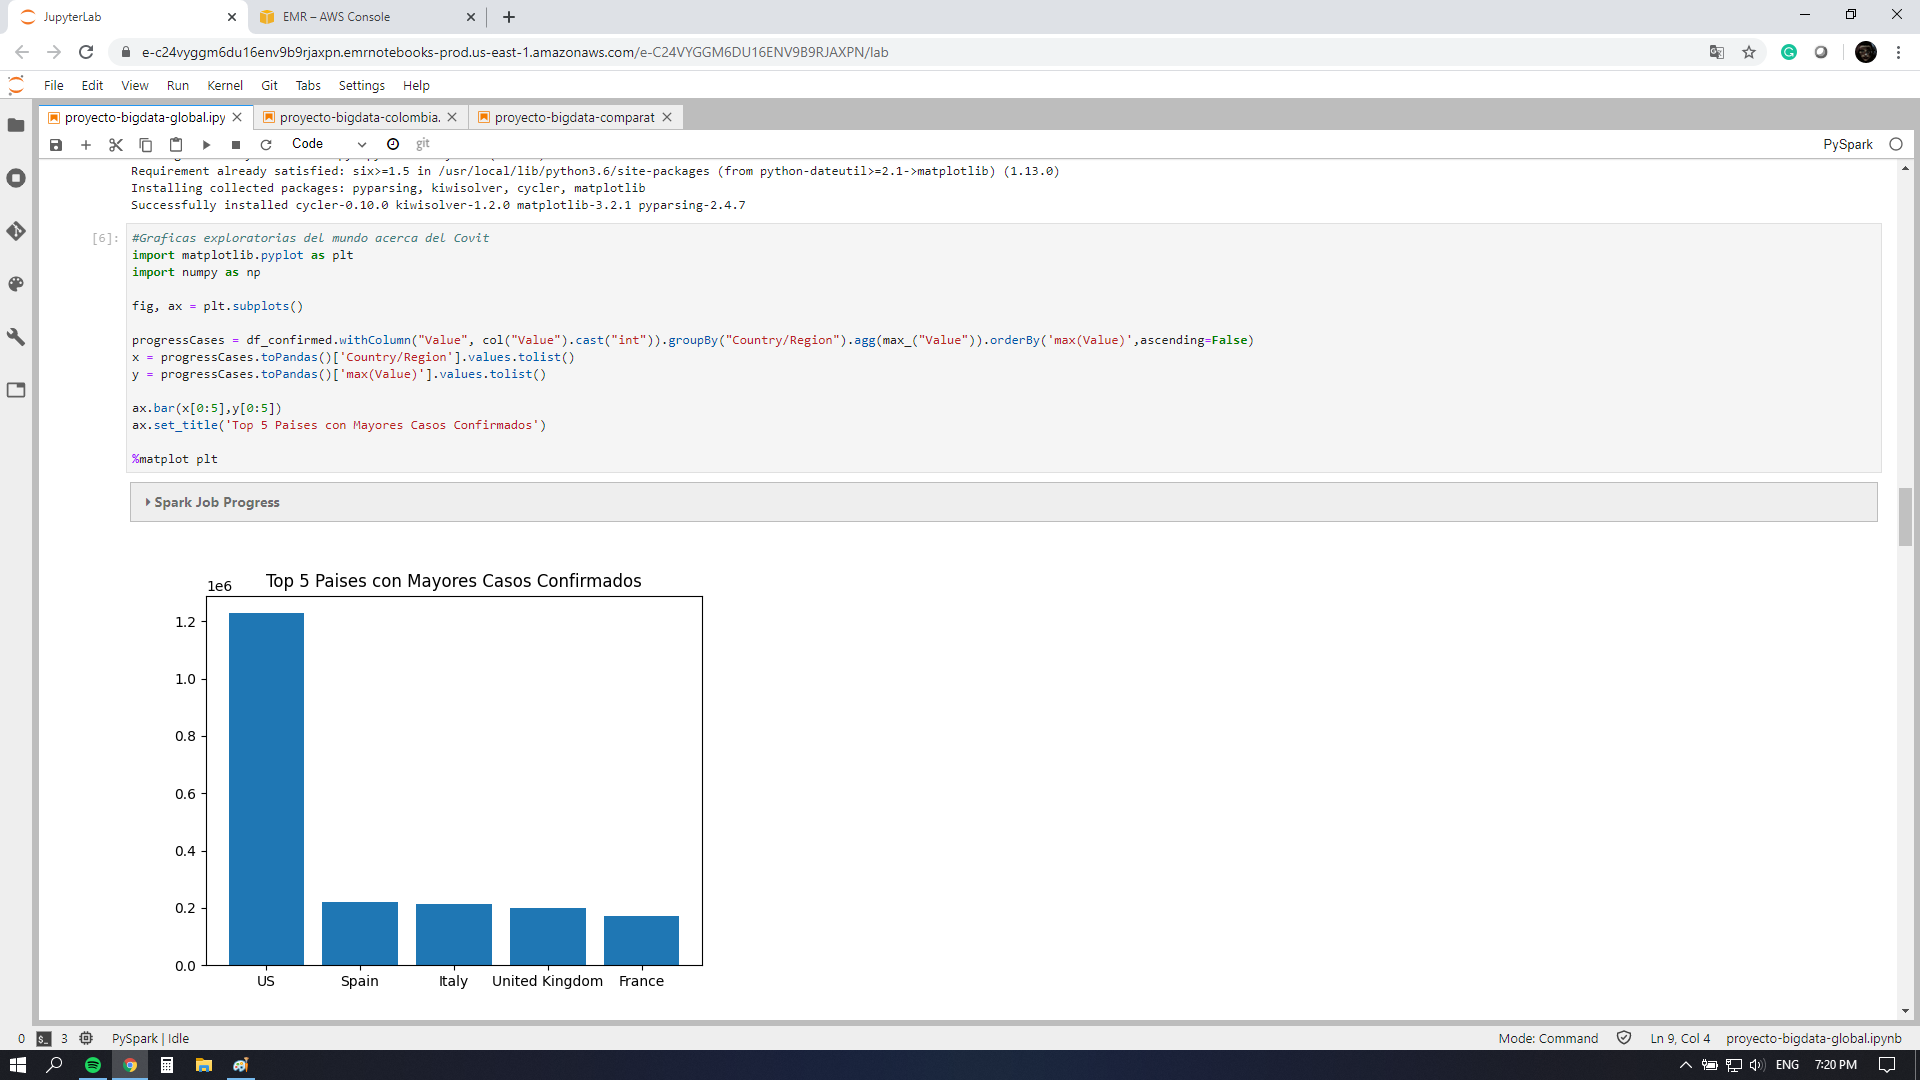 JupyterLab
EMR – AWS Console
e-c24vyggm6du16env9b9rjaxpn.emrnotebooks-prod.us-east-1.amazonaws.com/e-C24VYGGM6DU16ENV9B9RJAXPN/lab
File Edit View Run Kernel Git Tabs Settings Help
proyecto-bigdata-global.ipy proyecto-bigdata-colombia. proyecto-bigdata-comparat
Code git PySpark
Requirement already satisfied: six>=1.5 in /usr/local/lib/python3.6/site-packages (from python-dateutil>=2.1->matplotlib) (1.13.0)
Installing collected packages: pyparsing, kiwisolver, cycler, matplotlib
Successfully installed cycler-0.10.0 kiwisolver-1.2.0 matplotlib-3.2.1 pyparsing-2.4.7
[6]: #Graficas exploratorias del mundo acerca del Covit
import matplotlib.pyplot as plt
import numpy as np
fig, ax = plt.subplots()
progressCases = df_confirmed.withColumn("Value", col("Value").cast("int")).groupBy("Country/Region").agg(max_("Value")).orderBy('max(Value)',ascending=False)
x = progressCases.toPandas()['Country/Region'].values.tolist()
y = progressCases.toPandas()['max(Value)'].values.tolist()
ax.bar(x[0:5],y[0:5])
ax.set_title('Top 5 Paises con Mayores Casos Confirmados')
%matplot plt
Spark Job Progress
Top 5 Paises con Mayores Casos Confirmados
1e6
1.2
1.0
0.8
0.6
0.4
0.2
0.0
US Spain Italy United Kingdom France
0 3 PySpark | Idle Mode: Command Ln 9, Col 4 proyecto-bigdata-global.ipynb
ENG 7:20 PM